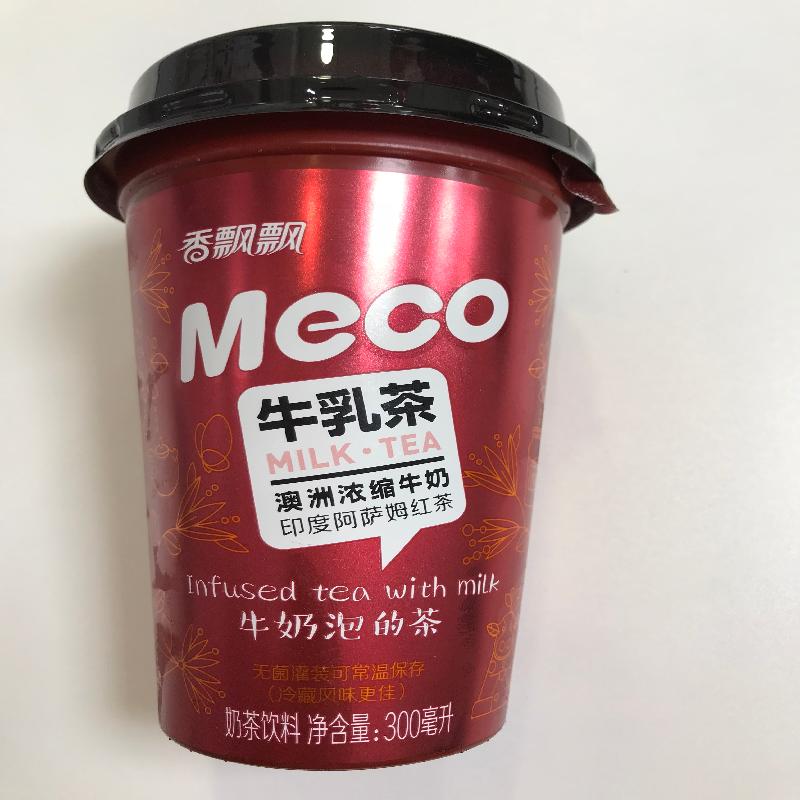 香飘飘
Meco
牛乳茶
MILK·TEA
澳洲浓缩牛奶
印度阿萨姆红茶
Infused tea with milk
牛奶泡的茶
无菌灌装可常温保存
（冷藏风味更佳）
奶茶饮料 净含量：300毫升